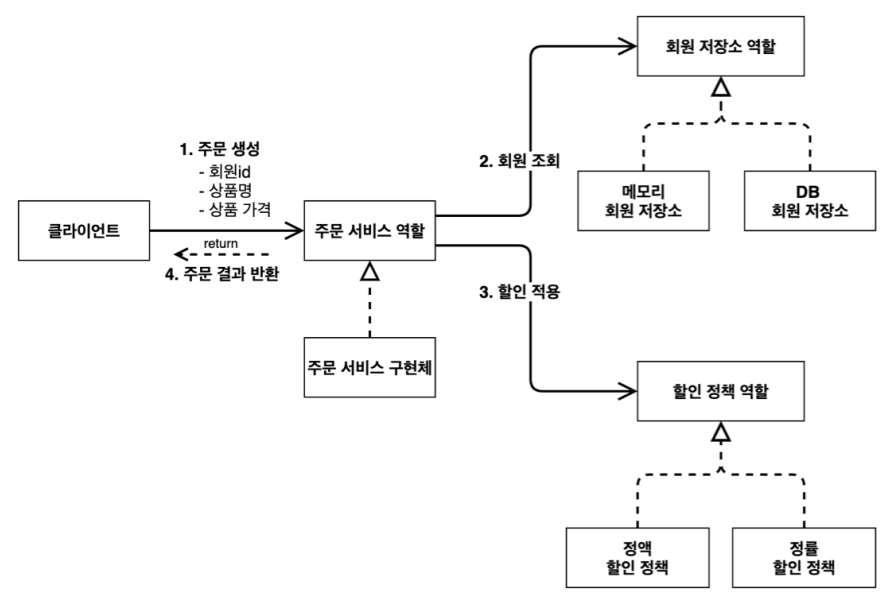 회원 저장소 역할
1. 주문 생성
- 회원id
- 상품명
- 상품 가격
2. 회원 조회
메모리
회원 저장소
DB
회원 저장소
클라이언트
주문 서비스 역할
return
4. 주문 결과 반환
3. 할인 적용
주문 서비스 구현체
할인 정책 역할
정액
할인 정책
정률
할인 정책